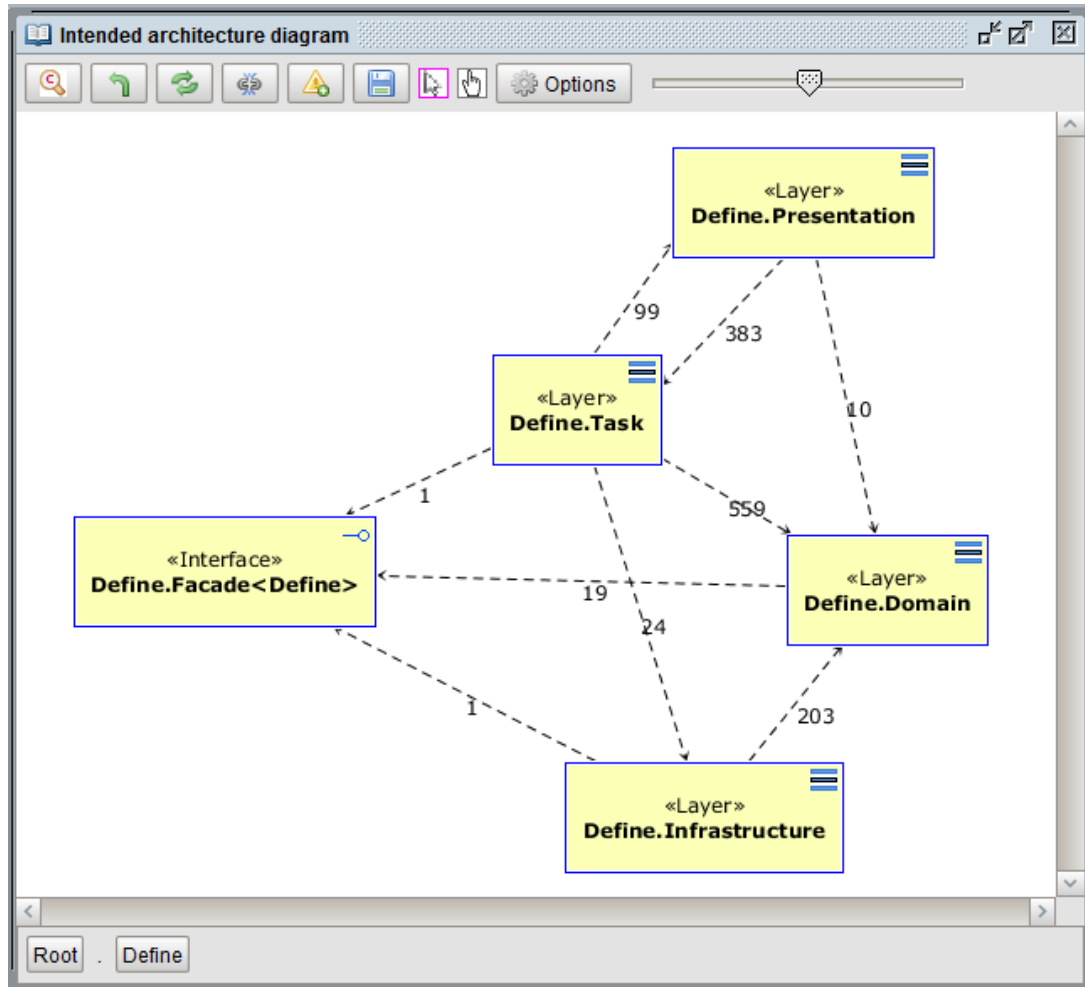 Intended architecture diagram
Options
«Layer»
Define.Presentation
99
383
«Layer»
Define.Task
10
1
559
«Interface»
Define.Facade<Define>
«Layer»
Define.Domain
19
24
1
203
«Layer»
Define.Infrastructure
Root . Define